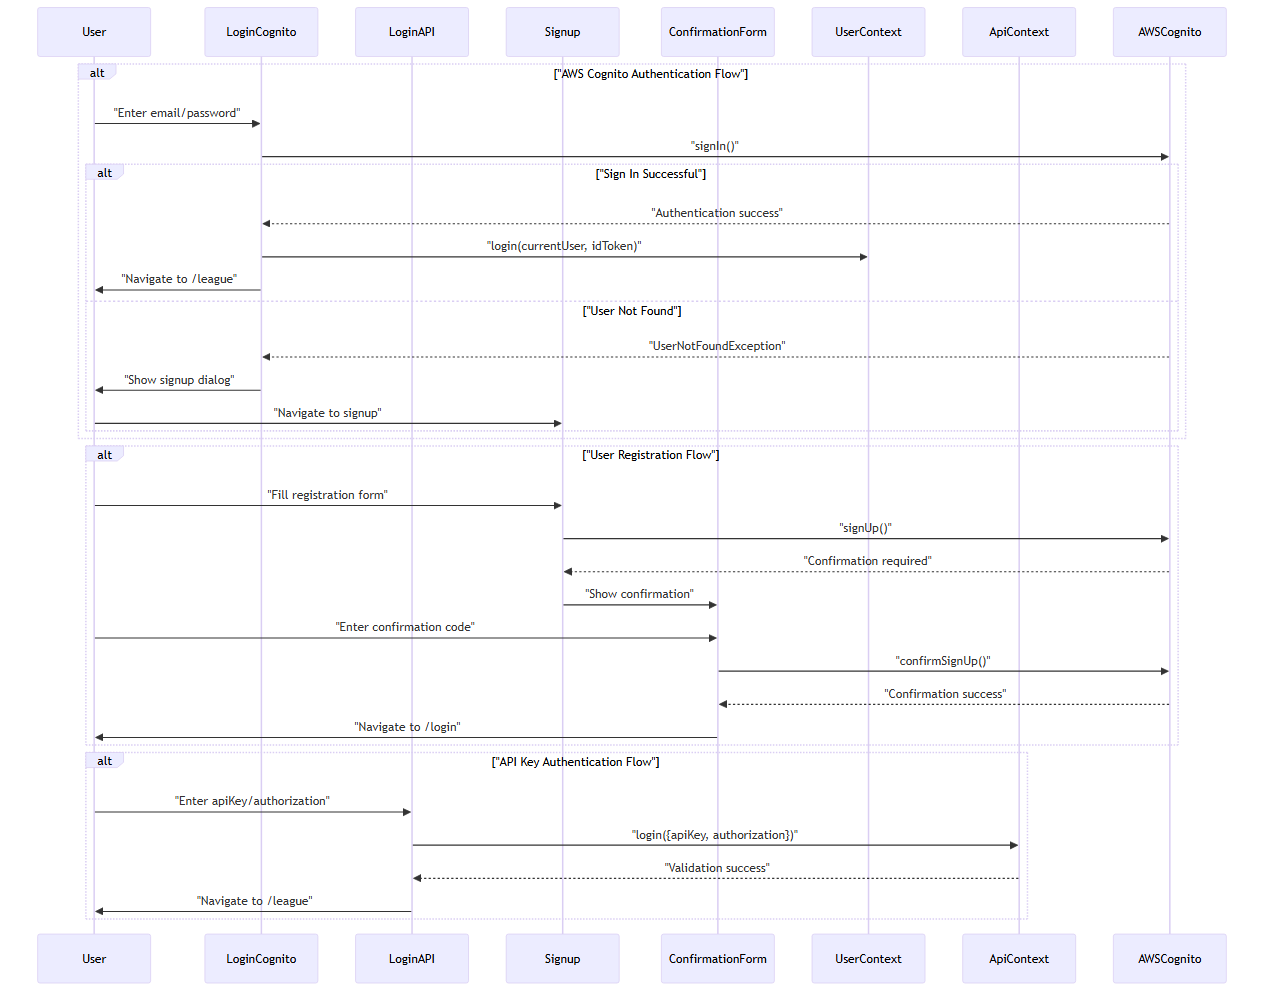 User LoginCognito LoginAPI Signup ConfirmationForm UserContext ApiContext AWSCognito
alt ["AWS Cognito Authentication Flow"]
"Enter email/password"
"signIn()"
alt ["Sign In Successful"]
"Authentication success"
"login(currentUser, idToken)"
"Navigate to /league"
["User Not Found"]
"UserNotFoundException"
"Show signup dialog"
"Navigate to signup"
alt ["User Registration Flow"]
"Fill registration form"
"signUp()"
"Confirmation required"
"Show confirmation"
"Enter confirmation code"
"confirmSignUp()"
"Confirmation success"
"Navigate to /login"
alt ["API Key Authentication Flow"]
"Enter apiKey/authorization"
"login({apiKey, authorization})"
"Validation success"
"Navigate to /league"
User LoginCognito LoginAPI Signup ConfirmationForm UserContext ApiContext AWSCognito